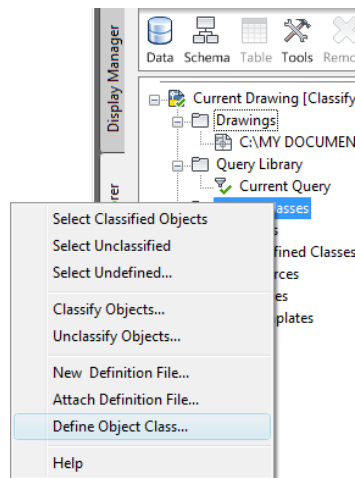 Display Manager
Data Schema Table Tools
Current Drawing [Classify
Drawings
C:\MY DOCUMEN
Query Library
Current Query
Select Classified Objects
Select Unclassified
Select Undefined...
Classify Objects...
Unclassify Objects...
New Definition File...
Attach Definition File...
Define Object Class...
Help
Classes